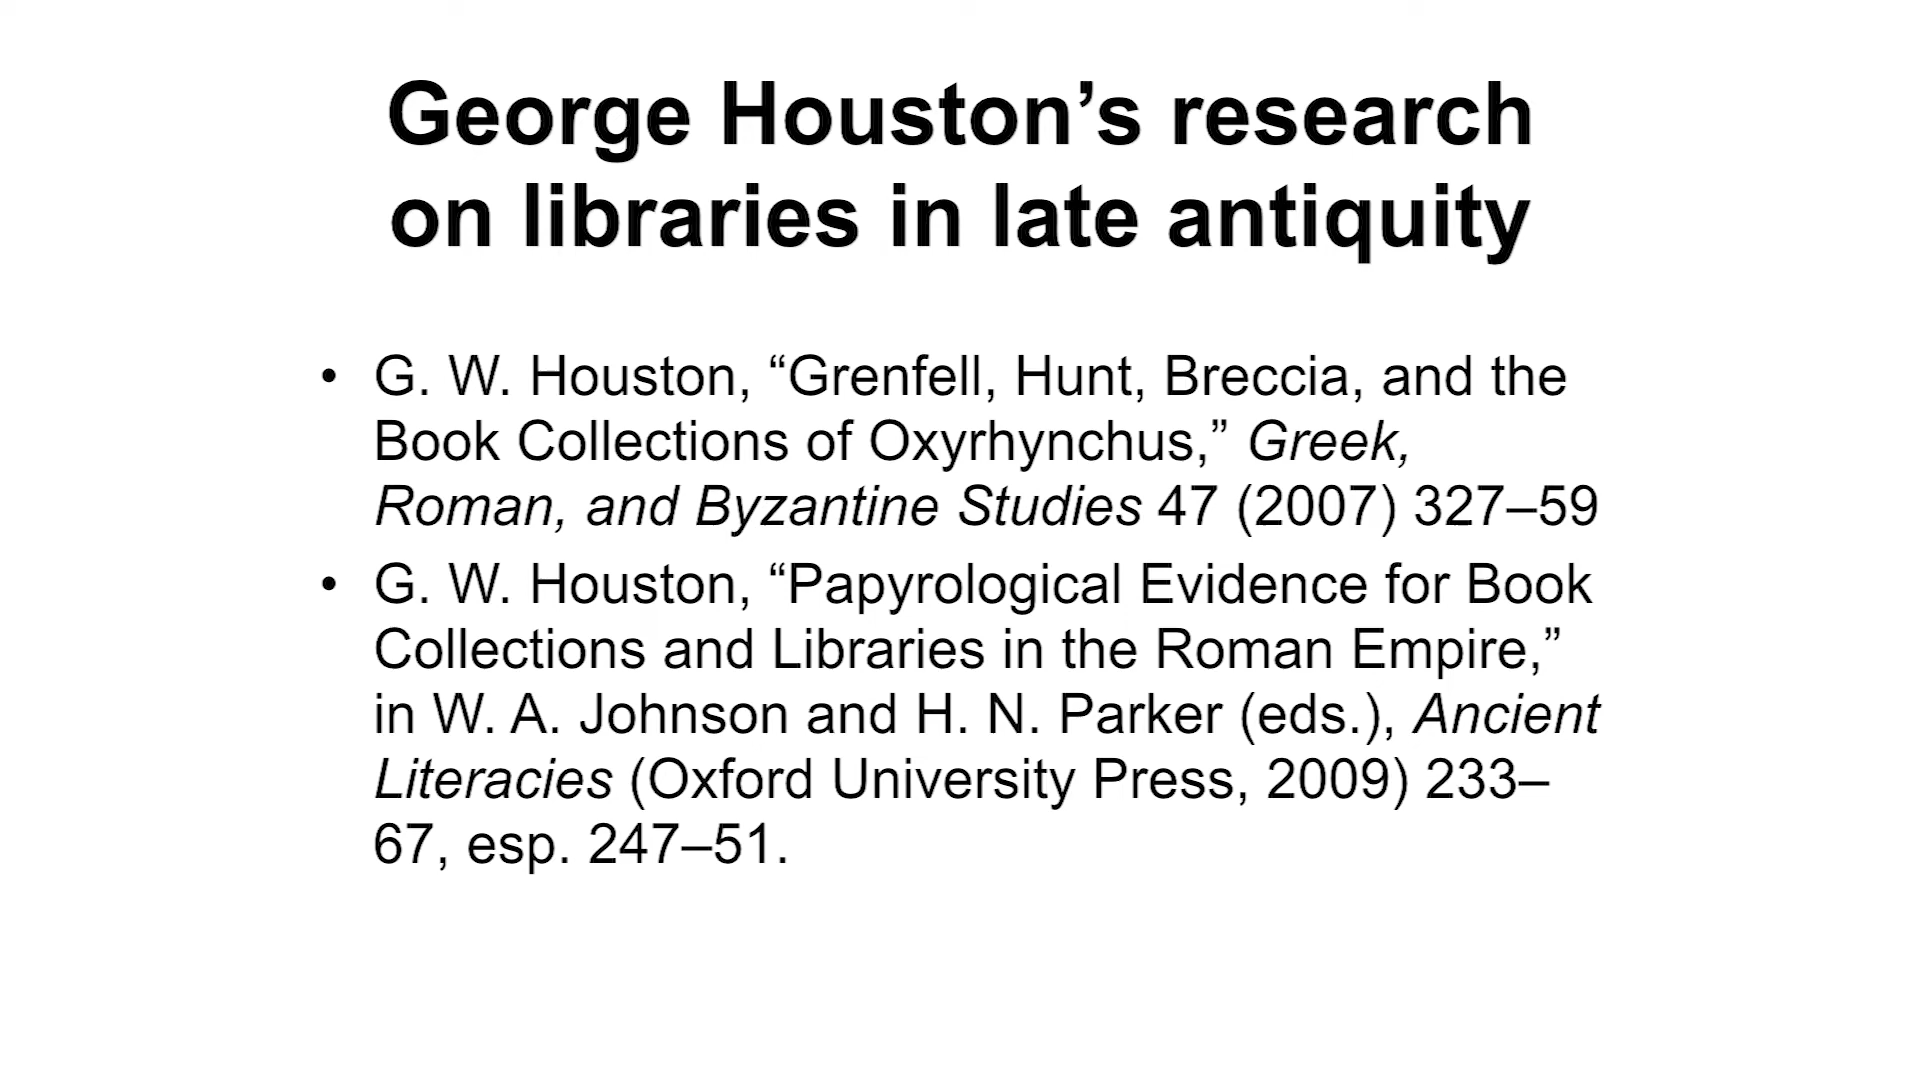 George Houston’s research
on libraries in late antiquity
• G. W. Houston, “Grenfell, Hunt, Breccia, and the
Book Collections of Oxyrhynchus,” Greek,
Roman, and Byzantine Studies 47 (2007) 327–59
• G. W. Houston, “Papyrological Evidence for Book
Collections and Libraries in the Roman Empire,”
in W. A. Johnson and H. N. Parker (eds.), Ancient
Literacies (Oxford University Press, 2009) 233–
67, esp. 247–51.